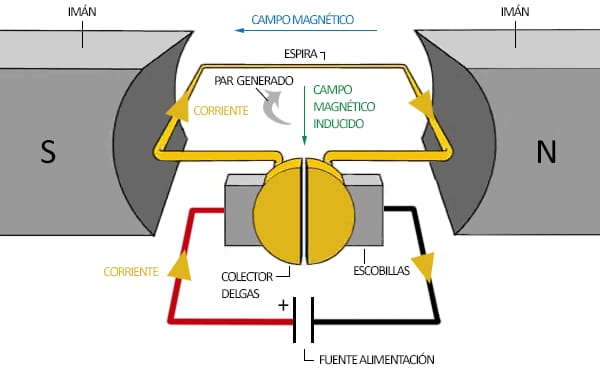 IMÁN
CAMPO MAGNÉTICO
IMÁN
ESPIRA
PAR GENERADO
CORRIENTE
CAMPO
MAGNÉTICO
INDUCIDO
S
N
CORRIENTE
COLECTOR
DELGAS
ESCOBILLAS
+
FUENTE ALIMENTACIÓN